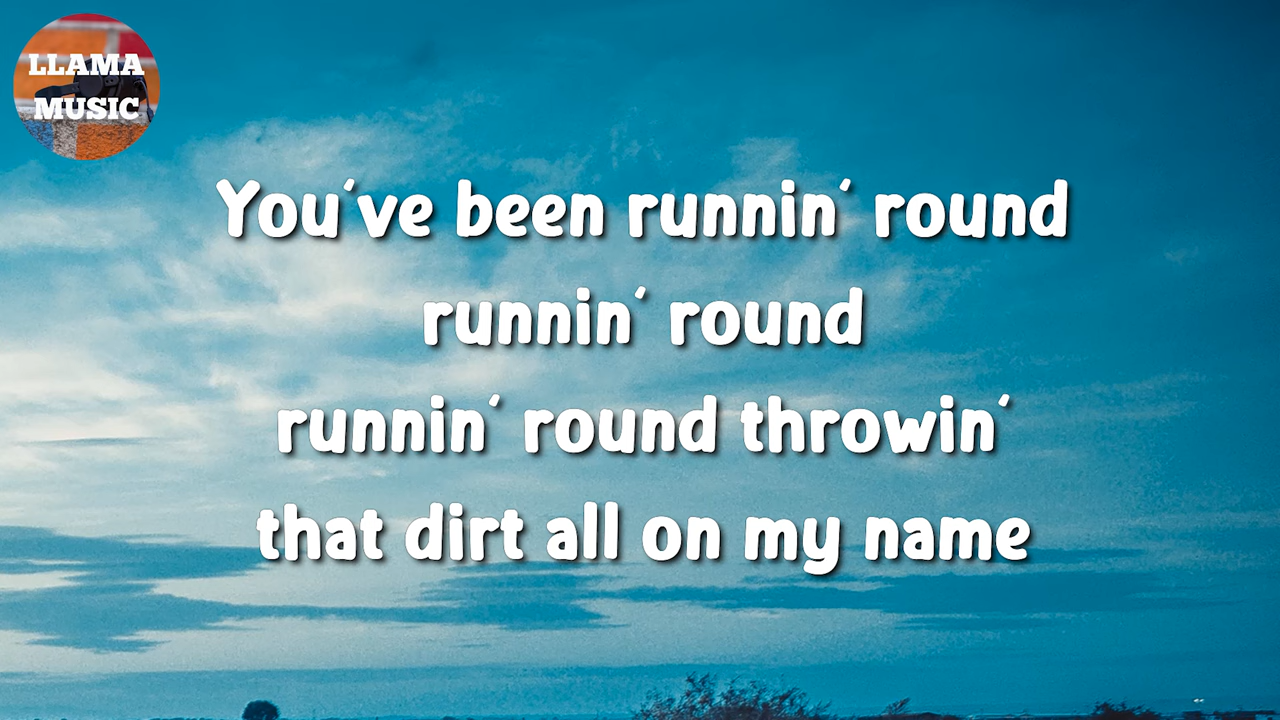 LLAMA
MUSIC
You've been runnin' round
runnin' round
runnin' round throwin'
that dirt all on my name